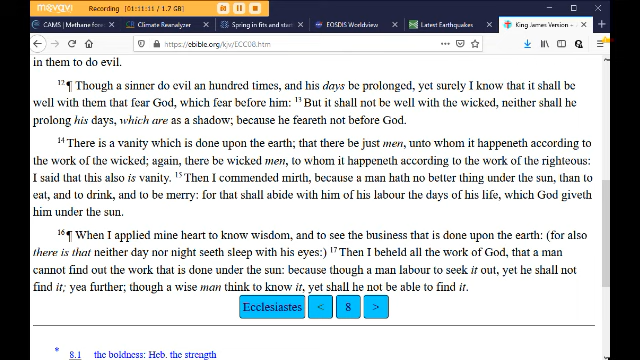 movavi Recording 01:11:11 / 1.7 GB
CAMS | Methane fore Climate Reanalyzer Spring in fits and start EOSDIS Worldview Latest Earthquakes King James Version +
https://ebible.org/kjv/ECC08.htm
in them to do evil.
12 ¶ Though a sinner do evil an hundred times, and his days be prolonged, yet surely I know that it shall be
well with them that fear God, which fear before him: 13 But it shall not be well with the wicked, neither shall he
prolong his days, which are as a shadow; because he feareth not before God.
14 There is a vanity which is done upon the earth; that there be just men, unto whom it happeneth according to
the work of the wicked; again, there be wicked men, to whom it happeneth according to the work of the righteous:
I said that this also is vanity. 15 Then I commended mirth, because a man hath no better thing under the sun, than to
eat, and to drink, and to be merry: for that shall abide with him of his labour the days of his life, which God giveth
him under the sun.
16 ¶ When I applied mine heart to know wisdom, and to see the business that is done upon the earth: (for also
there is that neither day nor night seeth sleep with his eyes:) 17 Then I beheld all the work of God, that a man
cannot find out the work that is done under the sun: because though a man labour to seek it out, yet he shall not
find it; yea further; though a wise man think to know it, yet shall he not be able to find it.
Ecclesiastes < 8 >
* 8.1 the boldness: Heb. the strength